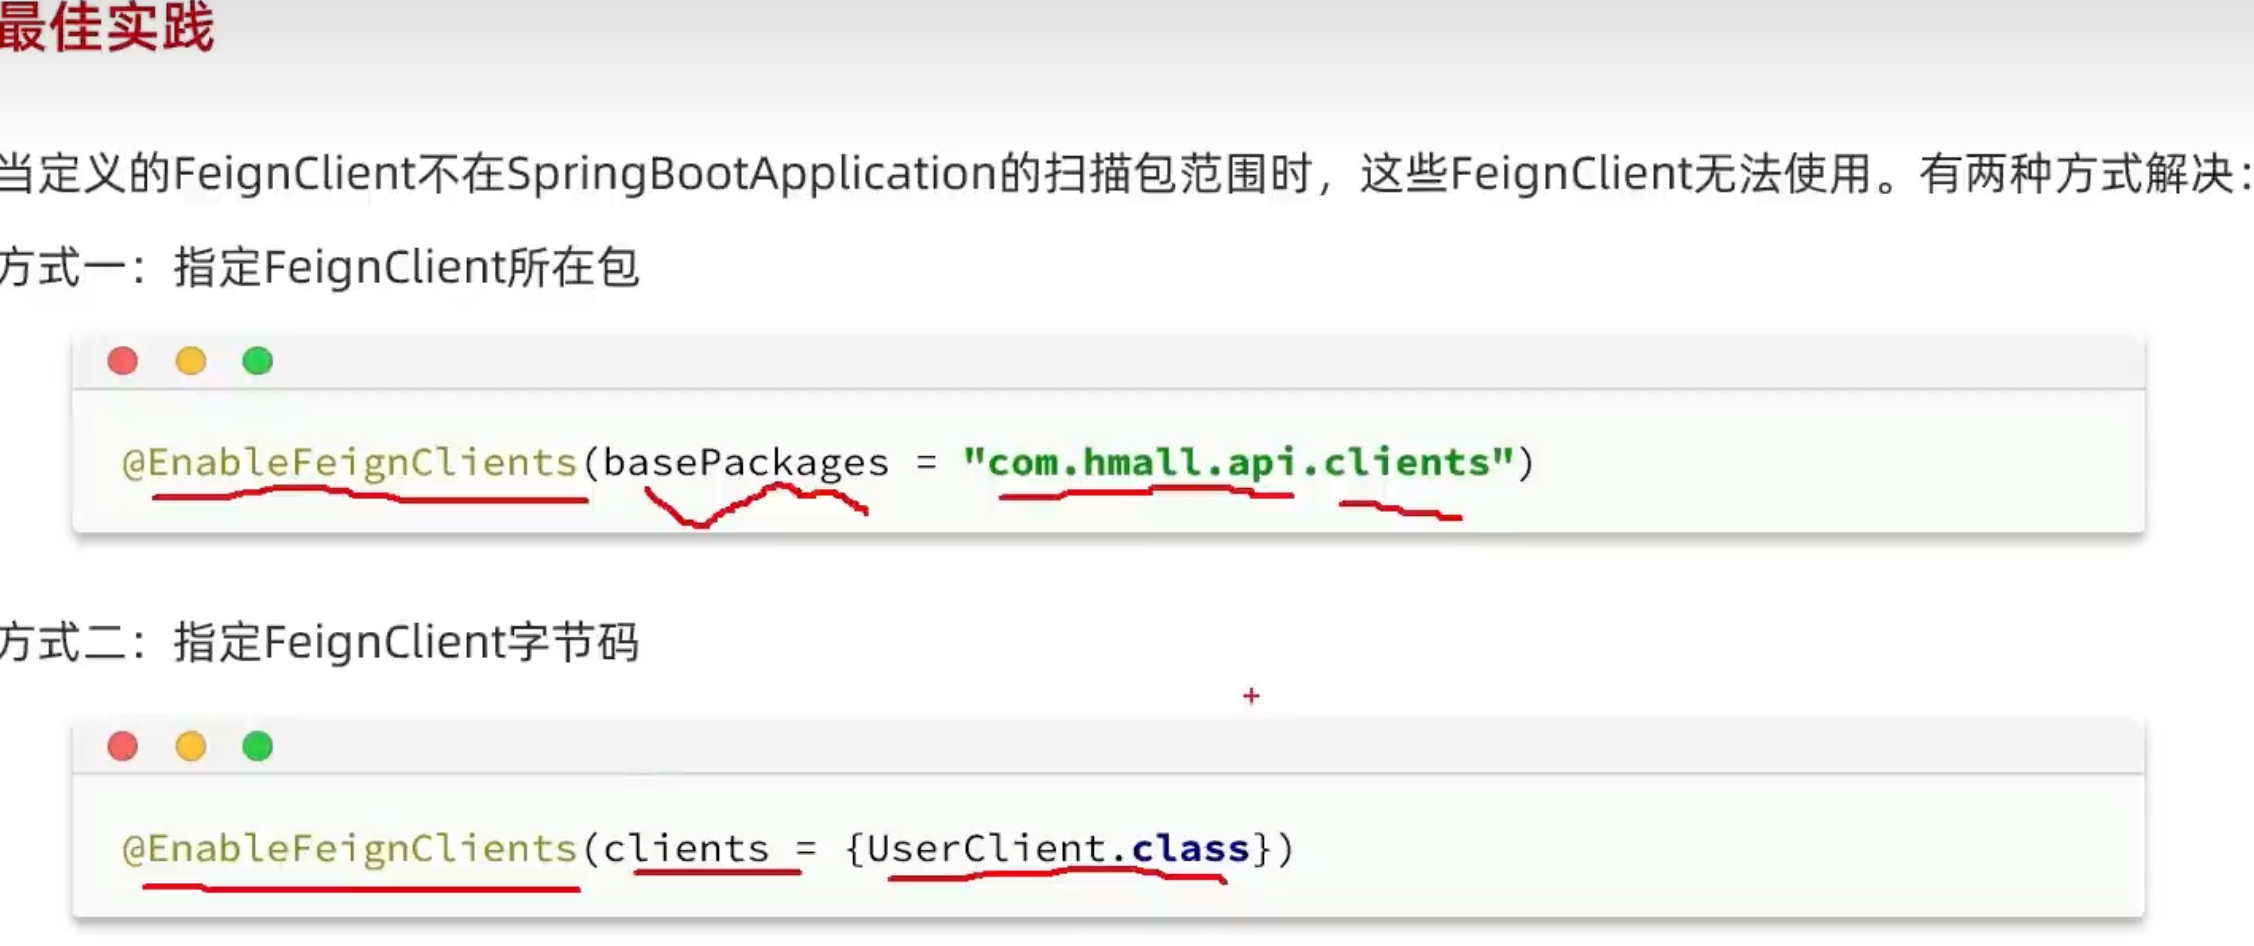 最佳实践
当定义的FeignClient不在SpringBootApplication的扫描包范围时，这些FeignClient无法使用。有两种方式解决：
方式一：指定FeignClient所在包
@EnableFeignClients(basePackages = "com.hmall.api.clients")
方式二：指定FeignClient字节码
@EnableFeignClients(clients = {UserClient.class})